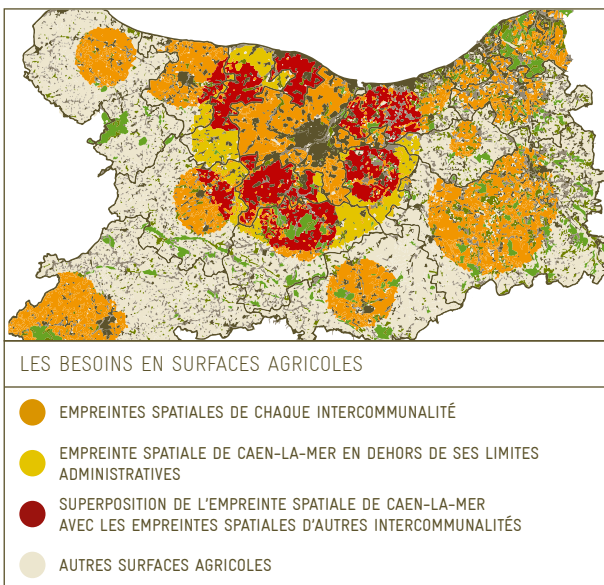 LES BESOINS EN SURFACES AGRICOLES
EMPREINTES SPATIALES DE CHAQUE INTERCOMMUNALITÉ
EMPREINTE SPATIALE DE CAEN-LA-MER EN DEHORS DE SES LIMITES
ADMINISTRATIVES
SUPERPOSITION DE L'EMPREINTE SPATIALE DE CAEN-LA-MER
AVEC LES EMPREINTES SPATIALES D'AUTRES INTERCOMMUNALITÉS
AUTRES SURFACES AGRICOLES